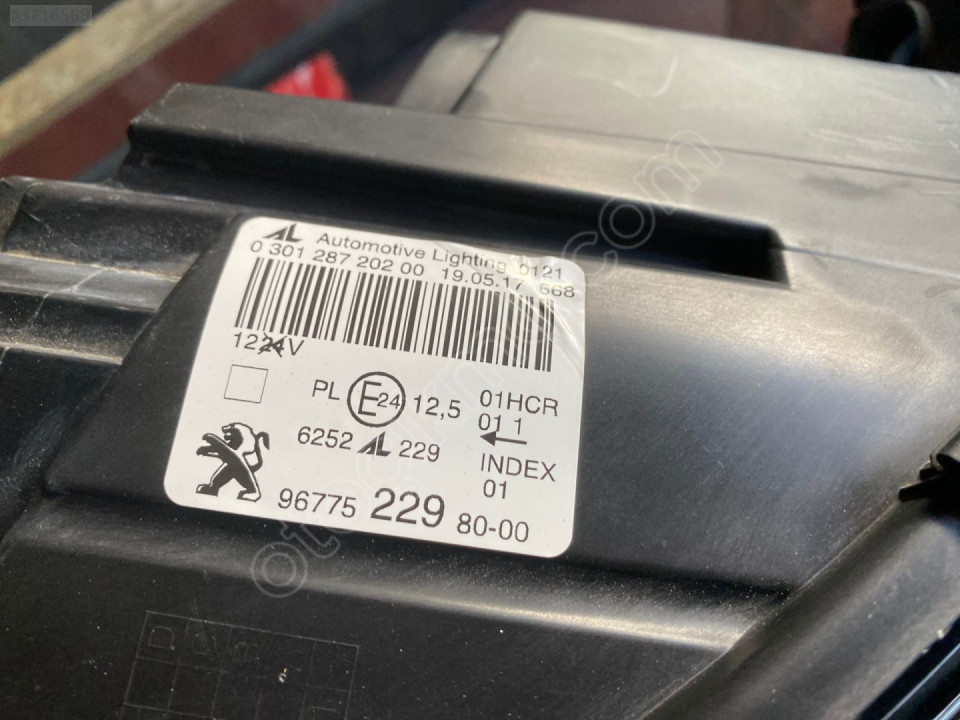 43716569
AL Automotive Lighting 0121
0 301 287 202 00 19.05.17 668
1224V
PL E24 12,5 01HCR
01 1
6252 AL 229
INDEX
01
96775 229 80-00